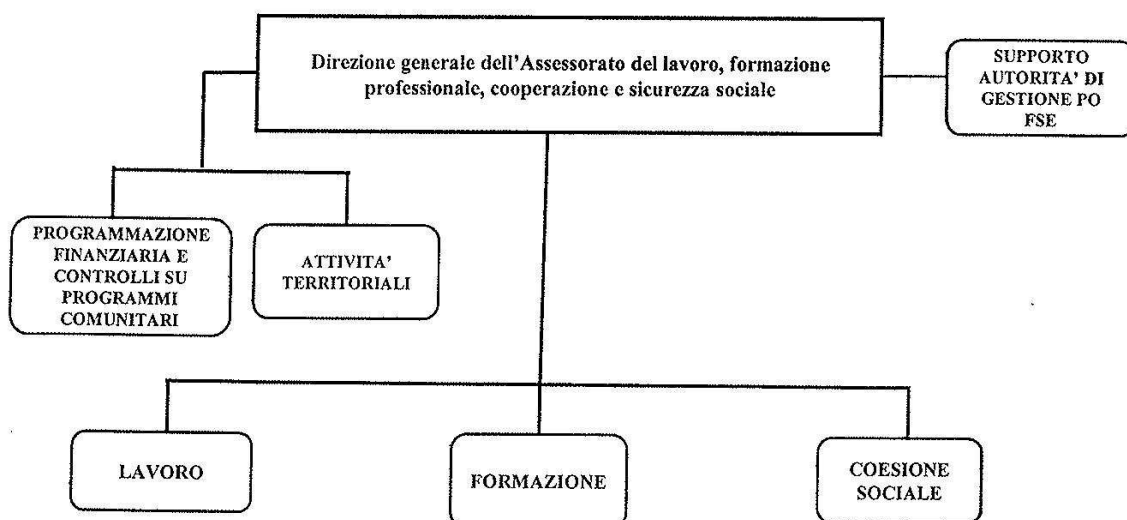 Direzione generale dell'Assessorato del lavoro, formazione
professionale, cooperazione e sicurezza sociale
SUPPORTO
AUTORITA' DI
GESTIONE PO
FSE
PROGRAMMAZIONE
FINANZIARIA E
CONTROLLI SU
PROGRAMMI
COMUNITARI
ATTIVITA'
TERRITORIALI
LAVORO
FORMAZIONE
COESIONE
SOCIALE